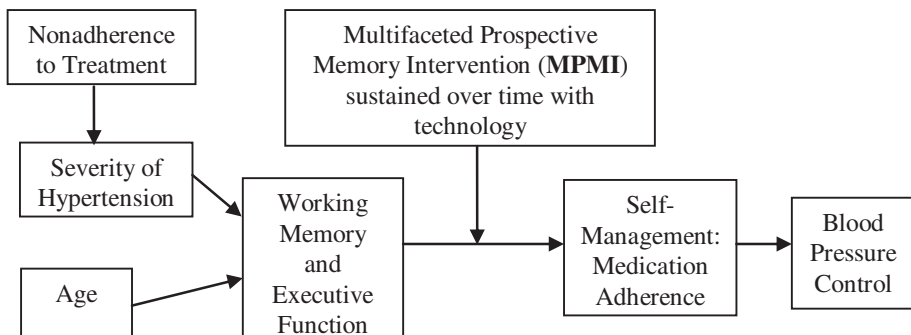 Nonadherence
to Treatment
Multifaceted Prospective
Memory Intervention (MPMI)
sustained over time with
technology
Severity of
Hypertension
Working
Memory
and
Executive
Function
Self-
Management:
Medication
Adherence
Blood
Pressure
Control
Age